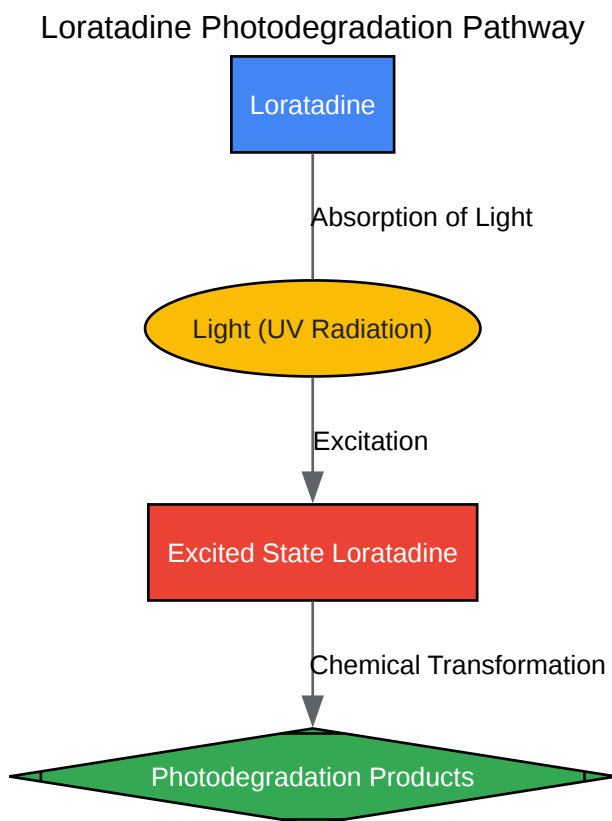 Loratadine Photodegradation Pathway
Loratadine
Absorption of Light
Light (UV Radiation)
Excitation
Excited State Loratadine
Chemical Transformation
Photodegradation Products